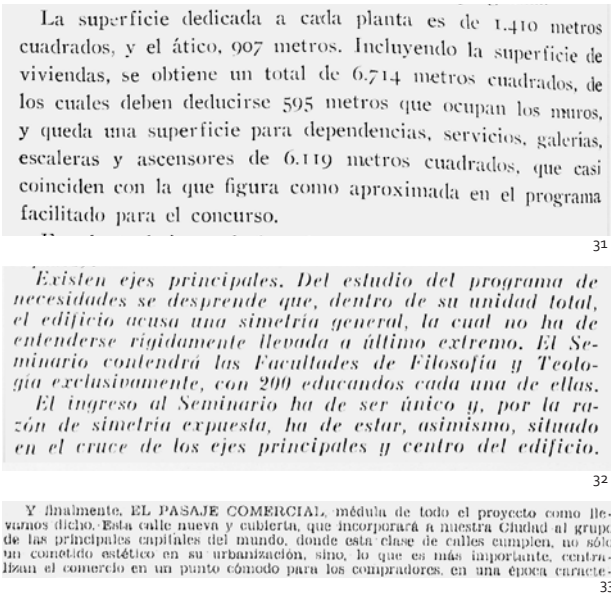 La superficie dedicada a cada planta es de 1.410 metros
cuadrados, y el ático, 907 metros. Incluyendo la superficie de
viviendas, se obtiene un total de 6.714 metros cuadrados, de
los cuales deben deducirse 595 metros que ocupan los muros,
y queda una superficie para dependencias, servicios, galerías,
escaleras y ascensores de 6.119 metros cuadrados, que casi
coinciden con la que figura como aproximada en el programa
facilitado para el concurso.
31
Existen ejes principales. Del estudio del programa de
necesidades se desprende que, dentro de su unidad total,
el edificio acusa una simetría general, la cual no ha de
entenderse rígidamente llevada a último extremo. El Se-
minario contendrá las Facultades de Filosofía y Teolo-
gía exclusivamente, con 200 educandos cada una de ellas.
El ingreso al Seminario ha de ser único y, por la ra-
zón de simetría expuesta, ha de estar, asimismo, situado
en el cruce de los ejes principales y centro del edificio.
32
Y finalmente, EL PASAJE COMERCIAL, médula de todo el proyecto como lle-
vamos dicho. Esta calle nueva y cubierta, que incorporará a nuestra Ciudad al grupo
de las principales capitales del mundo, donde esta clase de calles cumplen, no sólo
un cometido estético en su urbanización, sino, lo que es más importante, centra-
lizan el comercio en un punto cómodo para los compradores, en una época caracte-
33